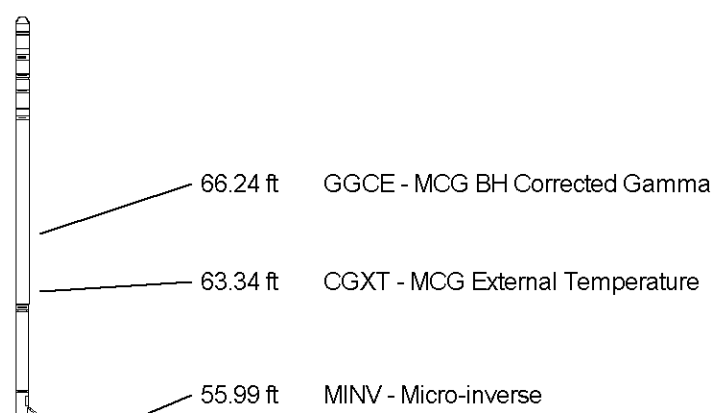 66.24 ft GGCE - MCG BH Corrected Gamma
63.34 ft CGXT - MCG External Temperature
55.99 ft MINV - Micro-inverse